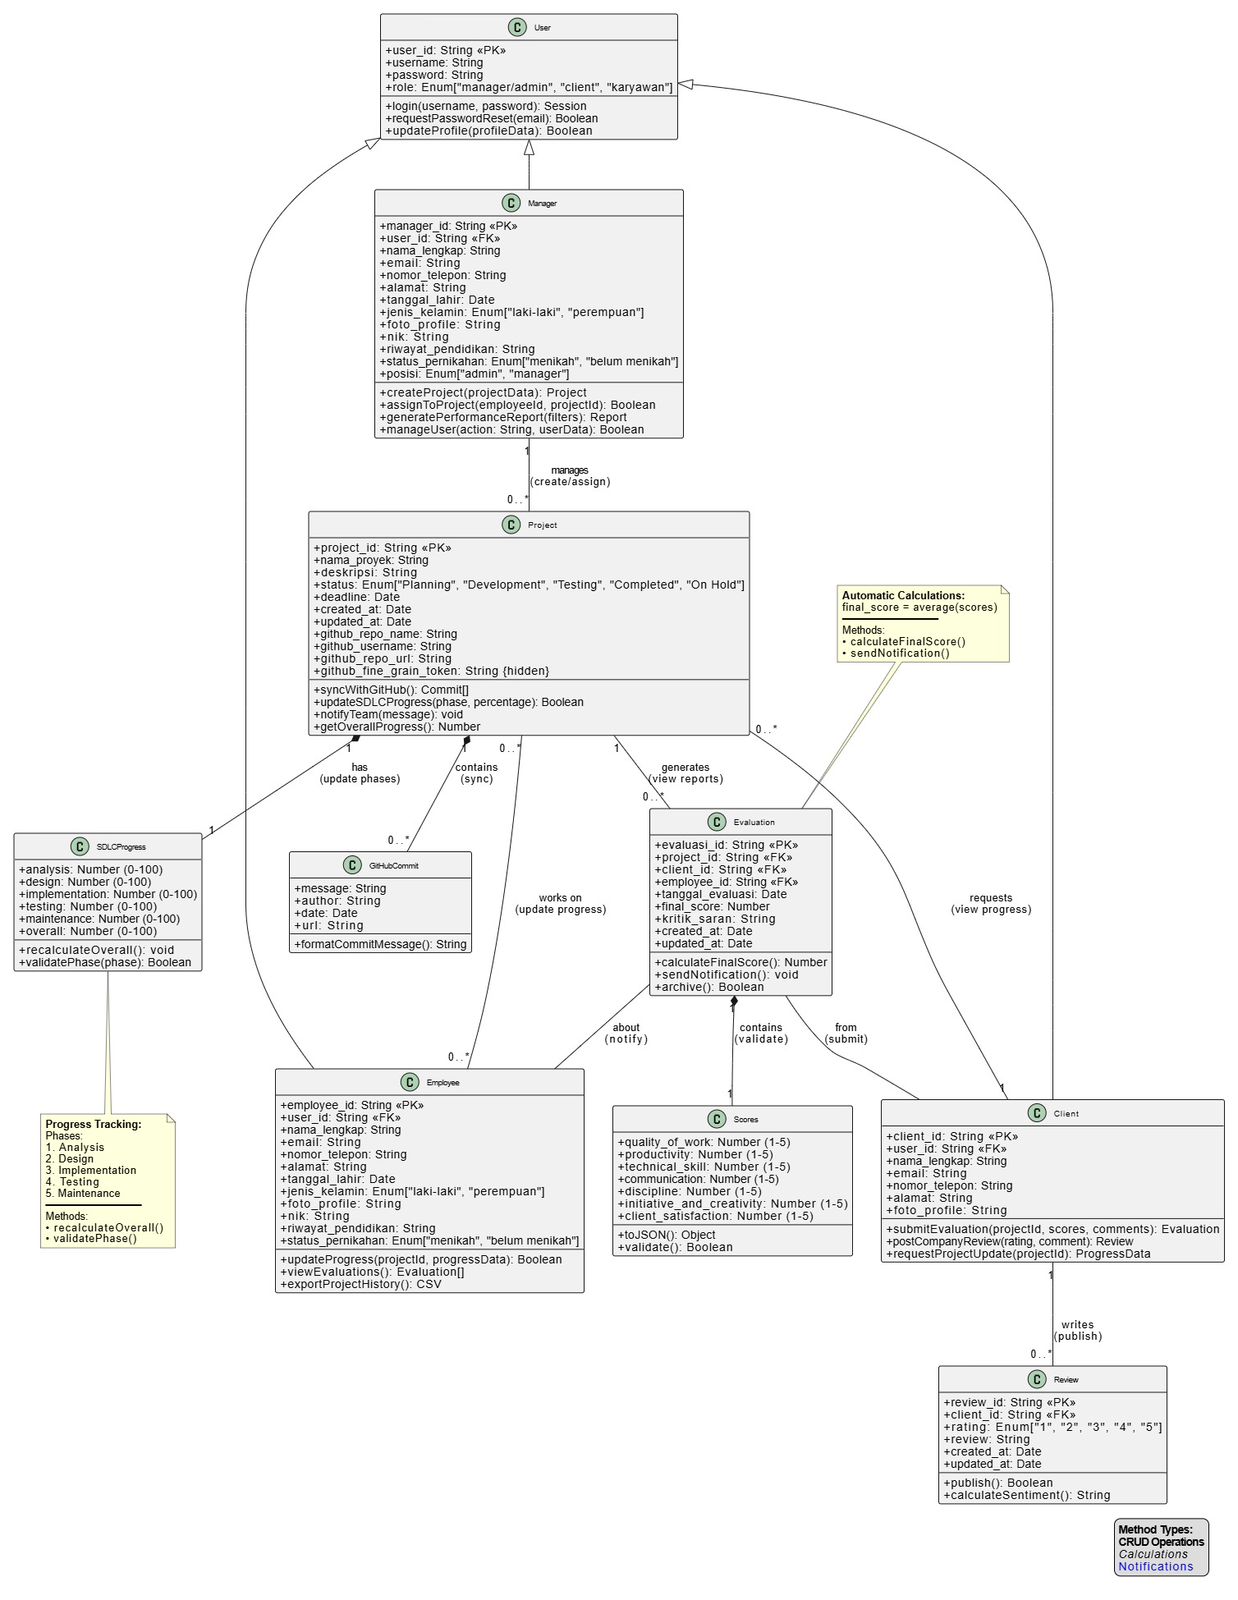 C User
+user_id: String «PK»
+username: String
+password: String
+role: Enum["manager/admin", "client", "karyawan"]
+login(username, password): Session
+requestPasswordReset(email): Boolean
+updateProfile(profileData): Boolean
C Manager
+manager_id: String «PK»
+user_id: String «FK»
+nama_lengkap: String
+email: String
+nomor_telepon: String
+alamat: String
+tanggal_lahir: Date
+jenis_kelamin: Enum["laki-laki", "perempuan"]
+foto_profile: String
+nik: String
+riwayat_pendidikan: String
+status_pernikahan: Enum["menikah", "belum menikah"]
+posisi: Enum["admin", "manager"]
+createProject(projectData): Project
+assignToProject(employeeId, projectId): Boolean
+generatePerformanceReport(filters): Report
+manageUser(action: String, userData): Boolean
1
manages
(create/assign)
0..*
C Project
+project_id: String «PK»
+nama_proyek: String
+deskripsi: String
+status: Enum["Planning", "Development", "Testing", "Completed", "On Hold"]
+deadline: Date
+created_at: Date
+updated_at: Date
+github_repo_name: String
+github_username: String
+github_repo_url: String
+github_fine_grain_token: String {hidden}
+syncWithGitHub(): Commit[]
+updateSDLCProgress(phase, percentage): Boolean
+notifyTeam(message): void
+getOverallProgress(): Number
Automatic Calculations:
final_score = average(scores)
Methods:
• calculateFinalScore()
• sendNotification()
1
has
(update phases)
1
1
contains
(sync)
0..*
0..*
works on
(update progress)
0..*
1
generates
(view reports)
0..*
0..*
requests
(view progress)
1
C SDLCProgress
+analysis: Number (0-100)
+design: Number (0-100)
+implementation: Number (0-100)
+testing: Number (0-100)
+maintenance: Number (0-100)
+overall: Number (0-100)
+recalculateOverall(): void
+validatePhase(phase): Boolean
C GitHubCommit
+message: String
+author: String
+date: Date
+url: String
+formatCommitMessage(): String
C Evaluation
+evaluasi_id: String «PK»
+project_id: String «FK»
+client_id: String «FK»
+employee_id: String «FK»
+tanggal_evaluasi: Date
+final_score: Number
+kritik_saran: String
+created_at: Date
+updated_at: Date
+calculateFinalScore(): Number
+sendNotification(): void
+archive(): Boolean
about
(notify)
1
contains
(validate)
1
from
(submit)
Progress Tracking:
Phases:
1. Analysis
2. Design
3. Implementation
4. Testing
5. Maintenance
Methods:
• recalculateOverall()
• validatePhase()
C Employee
+employee_id: String «PK»
+user_id: String «FK»
+nama_lengkap: String
+email: String
+nomor_telepon: String
+alamat: String
+tanggal_lahir: Date
+jenis_kelamin: Enum["laki-laki", "perempuan"]
+foto_profile: String
+nik: String
+riwayat_pendidikan: String
+status_pernikahan: Enum["menikah", "belum menikah"]
+updateProgress(projectId, progressData): Boolean
+viewEvaluations(): Evaluation[]
+exportProjectHistory(): CSV
C Scores
+quality_of_work: Number (1-5)
+productivity: Number (1-5)
+technical_skill: Number (1-5)
+communication: Number (1-5)
+discipline: Number (1-5)
+initiative_and_creativity: Number (1-5)
+client_satisfaction: Number (1-5)
+toJSON(): Object
+validate(): Boolean
C Client
+client_id: String «PK»
+user_id: String «FK»
+nama_lengkap: String
+email: String
+nomor_telepon: String
+alamat: String
+foto_profile: String
+submitEvaluation(projectId, scores, comments): Evaluation
+postCompanyReview(rating, comment): Review
+requestProjectUpdate(projectId): ProgressData
1
writes
(publish)
0..*
C Review
+review_id: String «PK»
+client_id: String «FK»
+rating: Enum["1", "2", "3", "4", "5"]
+review: String
+created_at: Date
+updated_at: Date
+publish(): Boolean
+calculateSentiment(): String
Method Types:
CRUD Operations
Calculations
Notifications